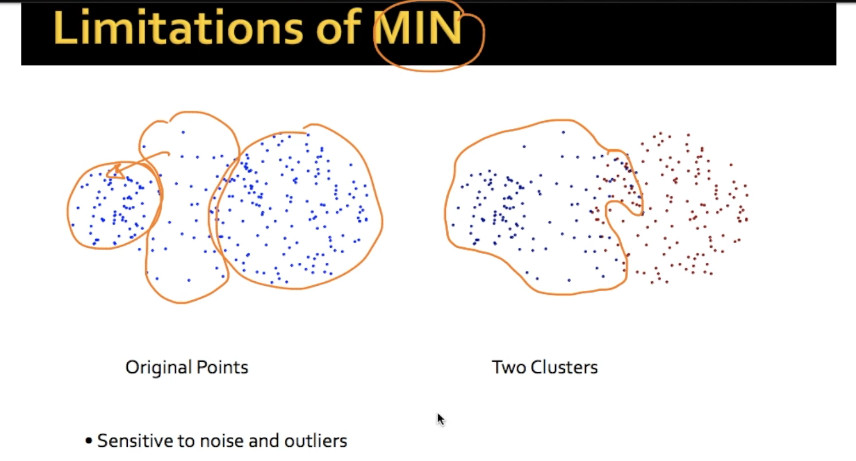 Limitations of MIN
Original Points
Two Clusters
• Sensitive to noise and outliers